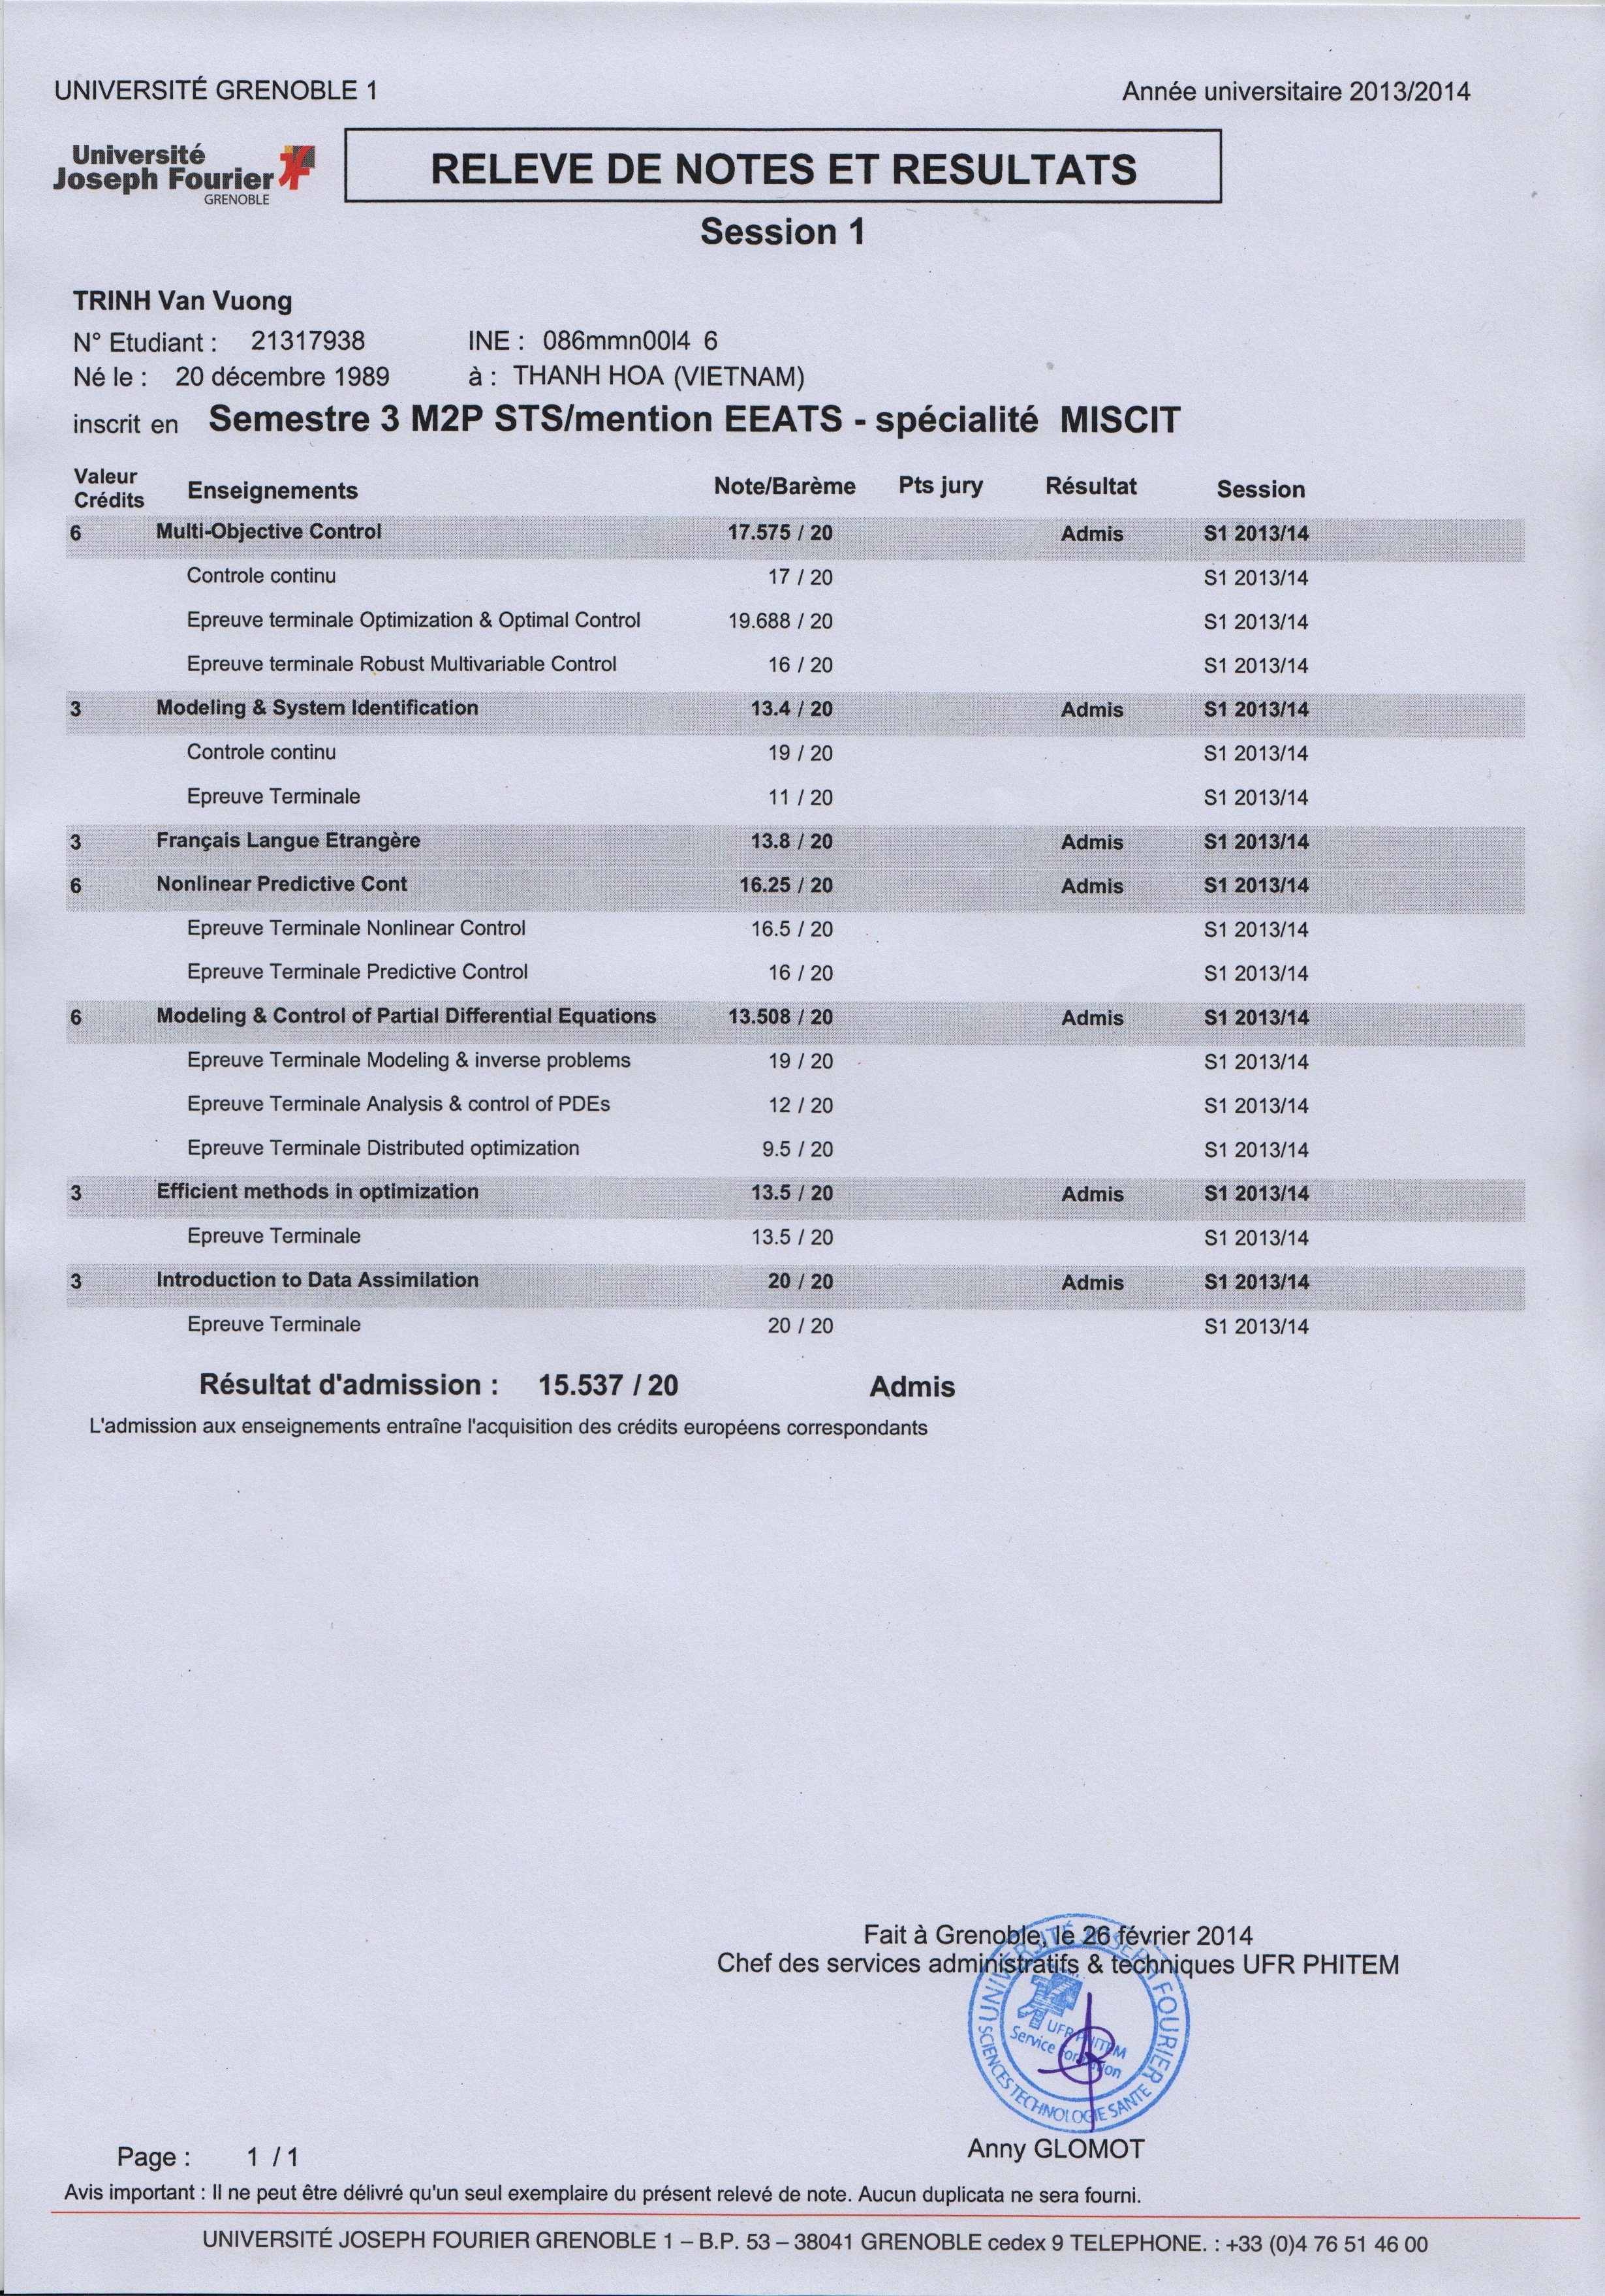 UNIVERSITÉ GRENOBLE 1 Année universitaire 2013/2014
Université
Joseph Fourier
GRENOBLE
RELEVE DE NOTES ET RESULTATS
Session 1
TRINH Van Vuong
N° Etudiant : 21317938 INE : 086mmn00l4 6
Né le : 20 décembre 1989 à : THANH HOA (VIETNAM)
inscrit en Semestre 3 M2P STS/mention EEATS - spécialité MISCIT
Valeur Crédits Enseignements Note/Barème Pts jury Résultat Session
6 Multi-Objective Control 17.575 / 20 Admis S1 2013/14
Controle continu 17 / 20 S1 2013/14
Epreuve terminale Optimization & Optimal Control 19.688 / 20 S1 2013/14
Epreuve terminale Robust Multivariable Control 16 / 20 S1 2013/14
3 Modeling & System Identification 13.4 / 20 Admis S1 2013/14
Controle continu 19 / 20 S1 2013/14
Epreuve Terminale 11 / 20 S1 2013/14
3 Français Langue Etrangère 13.8 / 20 Admis S1 2013/14
6 Nonlinear Predictive Cont 16.25 / 20 Admis S1 2013/14
Epreuve Terminale Nonlinear Control 16.5 / 20 S1 2013/14
Epreuve Terminale Predictive Control 16 / 20 S1 2013/14
6 Modeling & Control of Partial Differential Equations 13.508 / 20 Admis S1 2013/14
Epreuve Terminale Modeling & inverse problems 19 / 20 S1 2013/14
Epreuve Terminale Analysis & control of PDEs 12 / 20 S1 2013/14
Epreuve Terminale Distributed optimization 9.5 / 20 S1 2013/14
3 Efficient methods in optimization 13.5 / 20 Admis S1 2013/14
Epreuve Terminale 13.5 / 20 S1 2013/14
3 Introduction to Data Assimilation 20 / 20 Admis S1 2013/14
Epreuve Terminale 20 / 20 S1 2013/14
Résultat d'admission : 15.537 / 20 Admis
L'admission aux enseignements entraîne l'acquisition des crédits européens correspondants
Fait à Grenoble, le 26 février 2014
Chef des services administratifs & techniques UFR PHITEM
UNIVERSITÉ JOSEPH FOURIER
SCIENCES TECHNOLOGIE SANTE
UFR PHITEM
Service
Anny GLOMOT
Page : 1 / 1
Avis important : Il ne peut être délivré qu'un seul exemplaire du présent relevé de note. Aucun duplicata ne sera fourni.
UNIVERSITÉ JOSEPH FOURIER GRENOBLE 1 – B.P. 53 – 38041 GRENOBLE cedex 9 TELEPHONE. : +33 (0)4 76 51 46 00